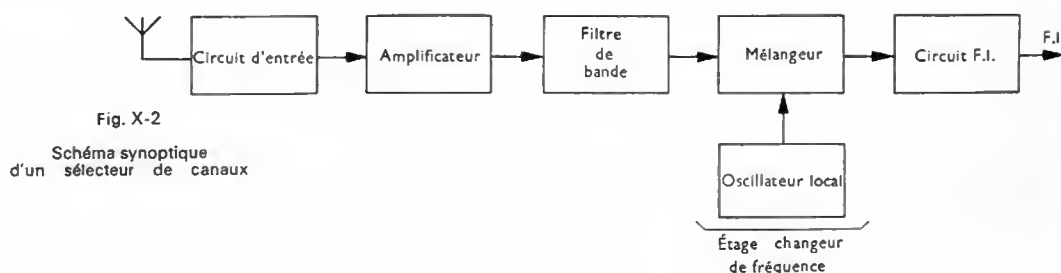 Circuit d'entrée
Amplificateur
Filtre
de
bande
Mélangeur
Circuit F.I.
F.I.
Fig. X-2
Schéma synoptique
d'un sélecteur de canaux
Oscillateur local
Étage changeur
de fréquence